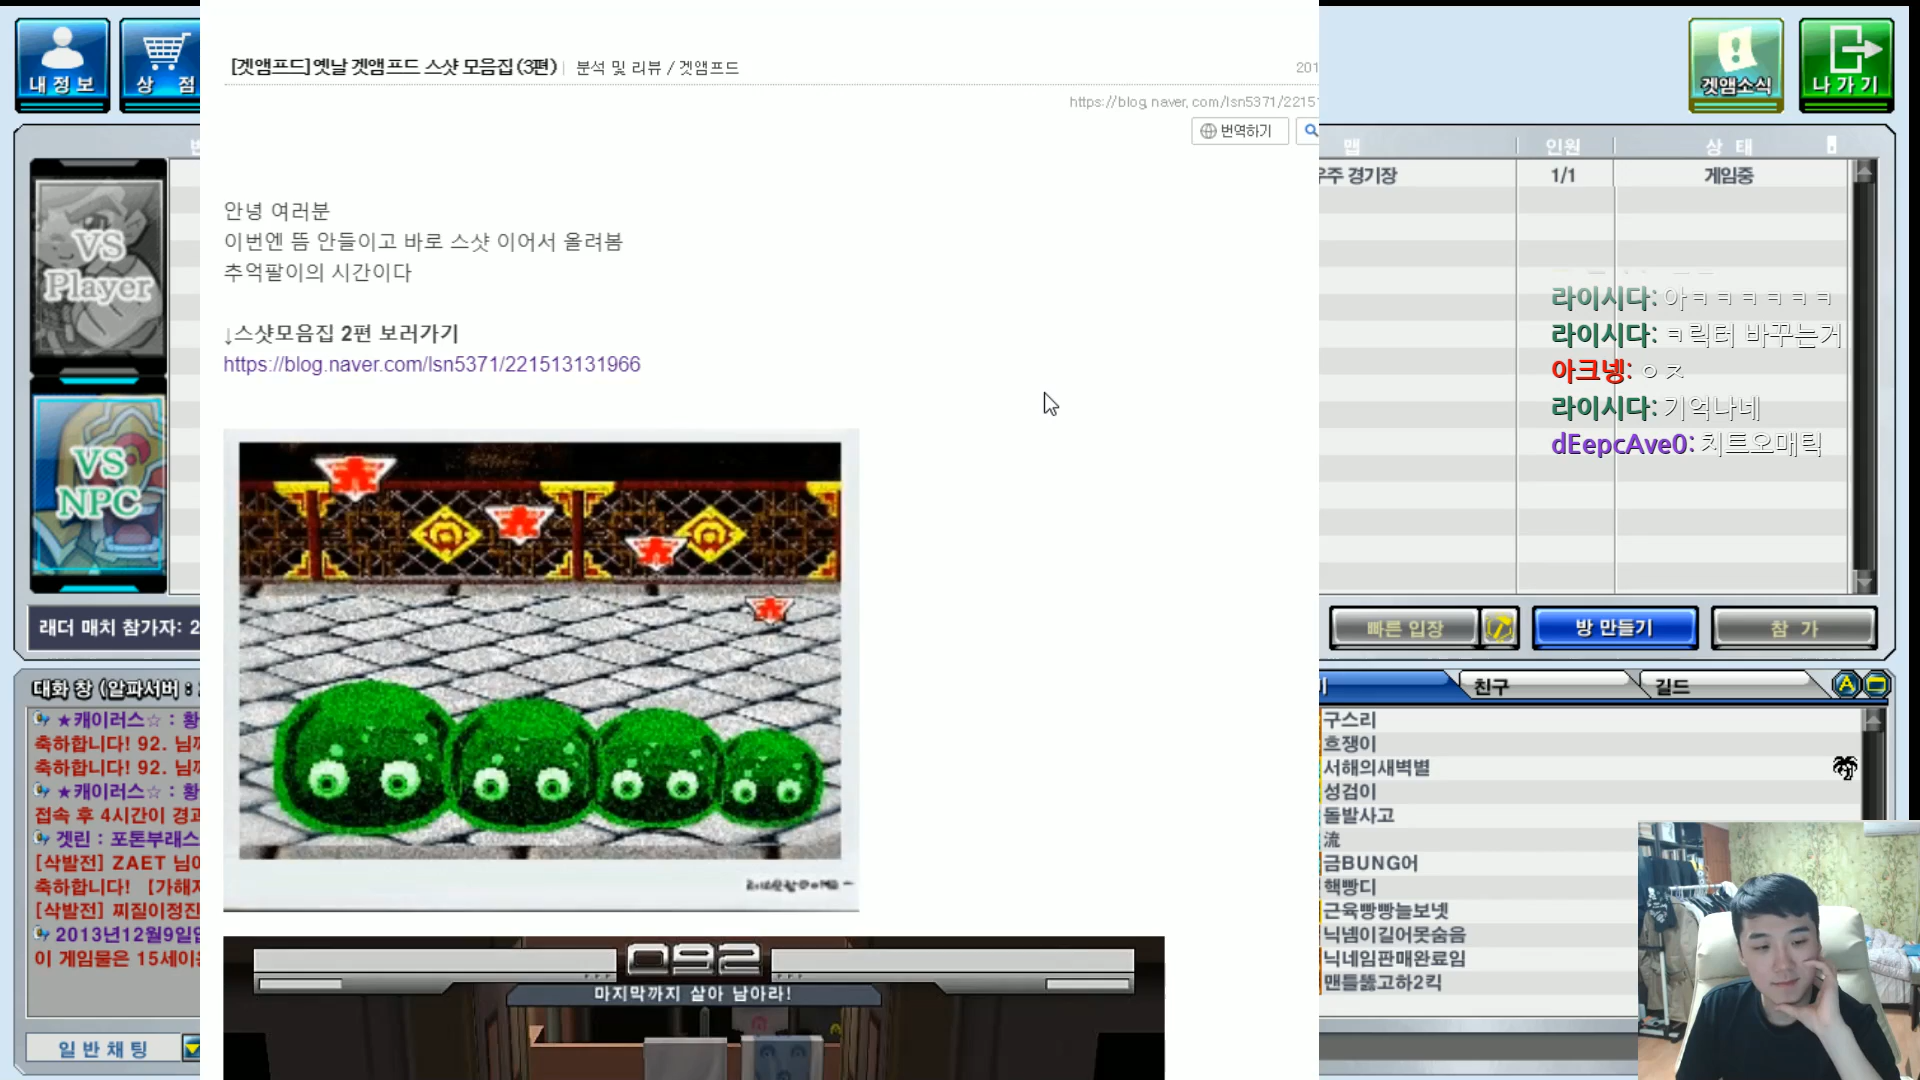 내정보
상 점
겟앰소식
나가기
[겟앰프드] 옛날 겟앰프드 스샷 모음집 (3편) | 분석 및 리뷰 / 겟앰프드
201
https://blog.naver.com/lsn5371/2215
번역하기
맵
인원
상 태
우주 경기장
1/1
게임중
VS
Player
VS
NPC
안녕 여러분
이번엔 뜸 안들이고 바로 스샷 이어서 올려봄
추억팔이의 시간이다
↓스샷모음집 2편 보러가기
https://blog.naver.com/lsn5371/221513131966
라이시다: 아ㅋㅋㅋㅋㅋㅋ
라이시다: ㅋ릭터 바꾸는거
아크넹: ㅇㅈ
라이시다: 기억나네
dEepcAve0: 치트오매틱
래더 매치 참가자: 2
빠른 입장
방 만들기
참 가
대화 창 (알파서버 :
★캐이러스☆ : 황
축하합니다! 92. 님
축하합니다! 92. 님
★캐이러스☆ : 황
접속 후 4시간이 경과
겟린 : 포톤부래스
[삭발전] ZAET 님
축하합니다! [가해자
[삭발전] 찌질이정진
2013년12월9일
이 게임물은 15세이
일반채팅
092
마지막까지 살아 남아라!
친구
길드
구스리
흐쟁이
서해의새벽별
성검이
돌발사고
流
금BUNG어
핵빵디
근육빵빵늘보넷
닉넴이길어못숨음
닉네임판매완료임
맨틀뚫고하2킥